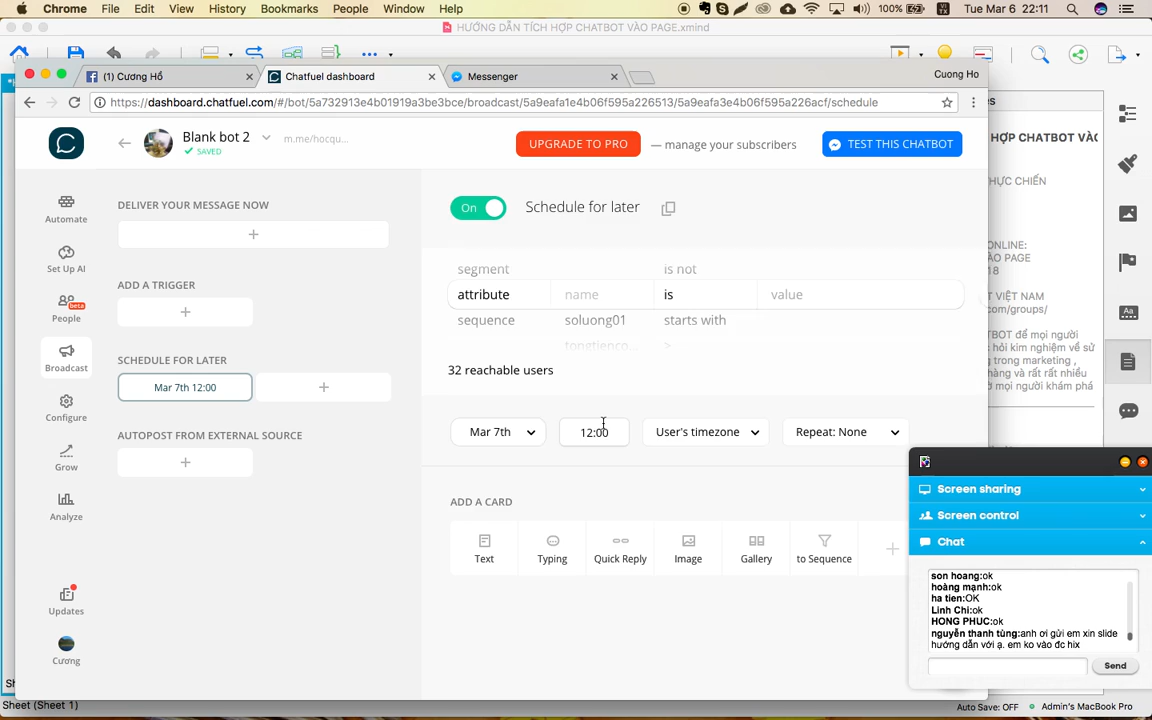 Chrome File Edit View History Bookmarks People Window Help
100% Tue Mar 6 22:11
HƯỚNG DẪN TÍCH HỢP CHATBOT VÀO PAGE.xmind
(1) Cương Hồ
Chatfuel dashboard
Messenger
Cuong Ho
https://dashboard.chatfuel.com/#/bot/5a732913e4b01919a3be3bce/broadcast/5a9eafa1e4b06f595a226513/5a9eafa3e4b06f595a226acf/schedule
Blank bot 2
SAVED
m.me/hocqu...
UPGRADE TO PRO
— manage your subscribers
TEST THIS CHATBOT
Automate
Set Up AI
People
beta
Broadcast
Configure
Grow
Analyze
Updates
Cương
DELIVER YOUR MESSAGE NOW
+
ADD A TRIGGER
+
SCHEDULE FOR LATER
Mar 7th 12:00
+
AUTOPOST FROM EXTERNAL SOURCE
+
On
Schedule for later
segment is not
attribute name is value
sequence soluong01 starts with
tongtienco... >
32 reachable users
Mar 7th
12:00
User's timezone
Repeat: None
ADD A CARD
Text
Typing
Quick Reply
Image
Gallery
to Sequence
+
es
HỢP CHATBOT VÀO
HỰC CHIẾN
ONLINE:
ÀO PAGE
18
T VIỆT NAM
com/groups/
BOT để mọi người
hỏi kim nghiệm về sử
g trong marketing ,
hàng và rất rất nhiều
ờ mọi người khám phá
Screen sharing
Screen control
Chat
son hoang:ok
hoàng mạnh:ok
ha tien:OK
Linh Chi:ok
HONG PHUC:ok
nguyễn thanh tùng:anh ơi gửi em xin slide
hướng dẫn với ạ. em ko vào đc hix
Send
Sheet (Sheet 1)
Auto Save: OFF
Admin's MacBook Pro